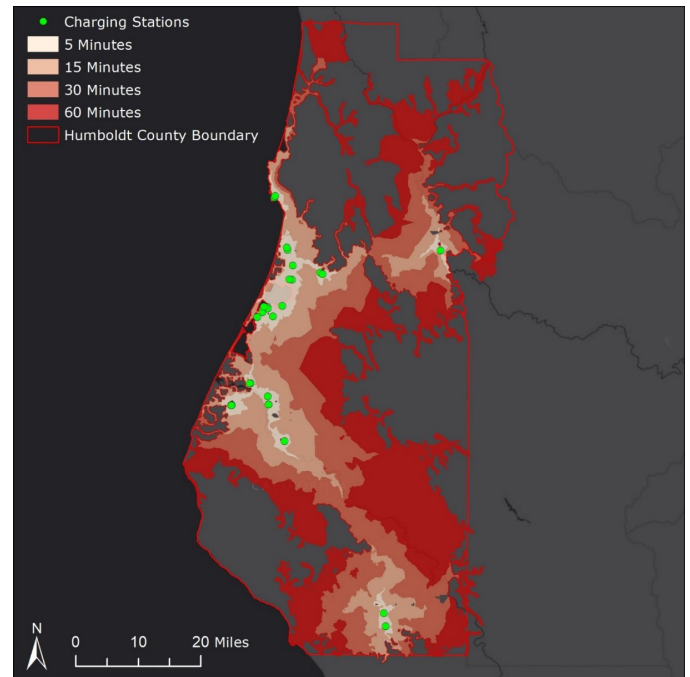 Charging Stations
5 Minutes
15 Minutes
30 Minutes
60 Minutes
Humboldt County Boundary
N
0 10 20 Miles